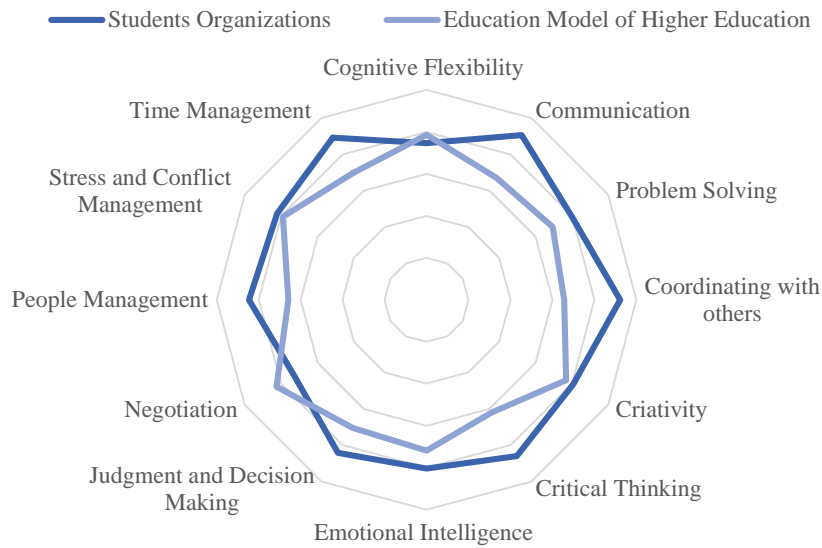 Students Organizations
Education Model of Higher Education
Cognitive Flexibility
Time Management
Communication
Stress and Conflict
Management
Problem Solving
People Management
Coordinating with
others
Negotiation
Criativity
Judgment and Decision
Making
Critical Thinking
Emotional Intelligence